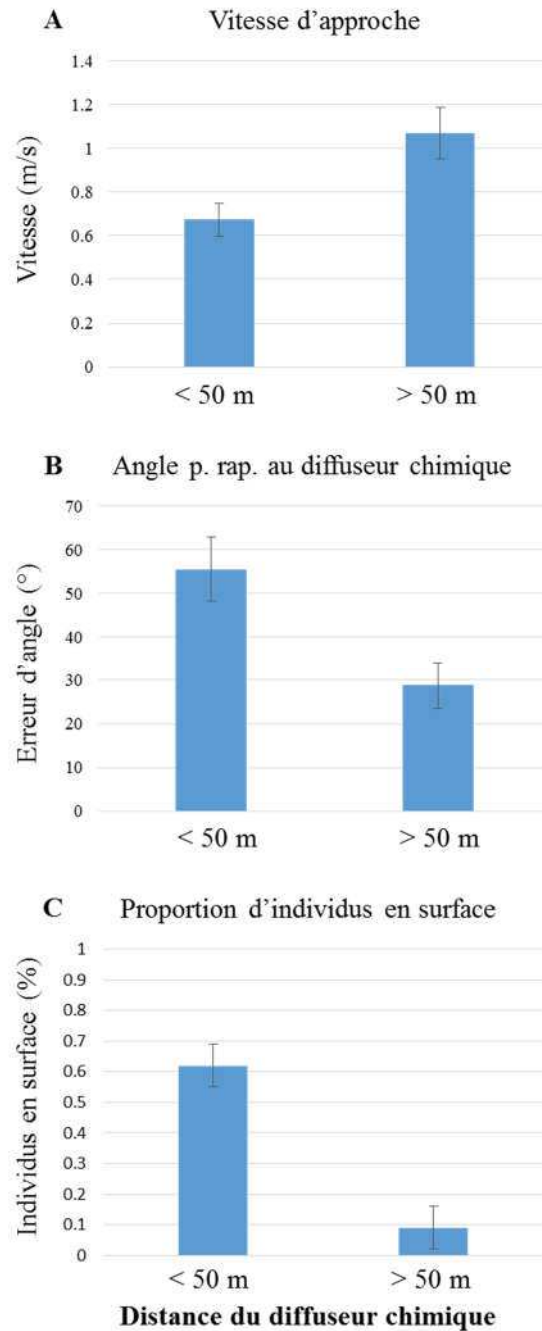 A Vitesse d'approche
1.4
1.2
1
0.8
0.6
0.4
0.2
0
Vitesse (m/s)
< 50 m > 50 m
B Angle p. rap. au diffuseur chimique
70
60
50
40
30
20
10
0
Erreur d'angle (°)
< 50 m > 50 m
C Proportion d'individus en surface
1
0.9
0.8
0.7
0.6
0.5
0.4
0.3
0.2
0.1
0
Individus en surface (%)
< 50 m > 50 m
Distance du diffuseur chimique